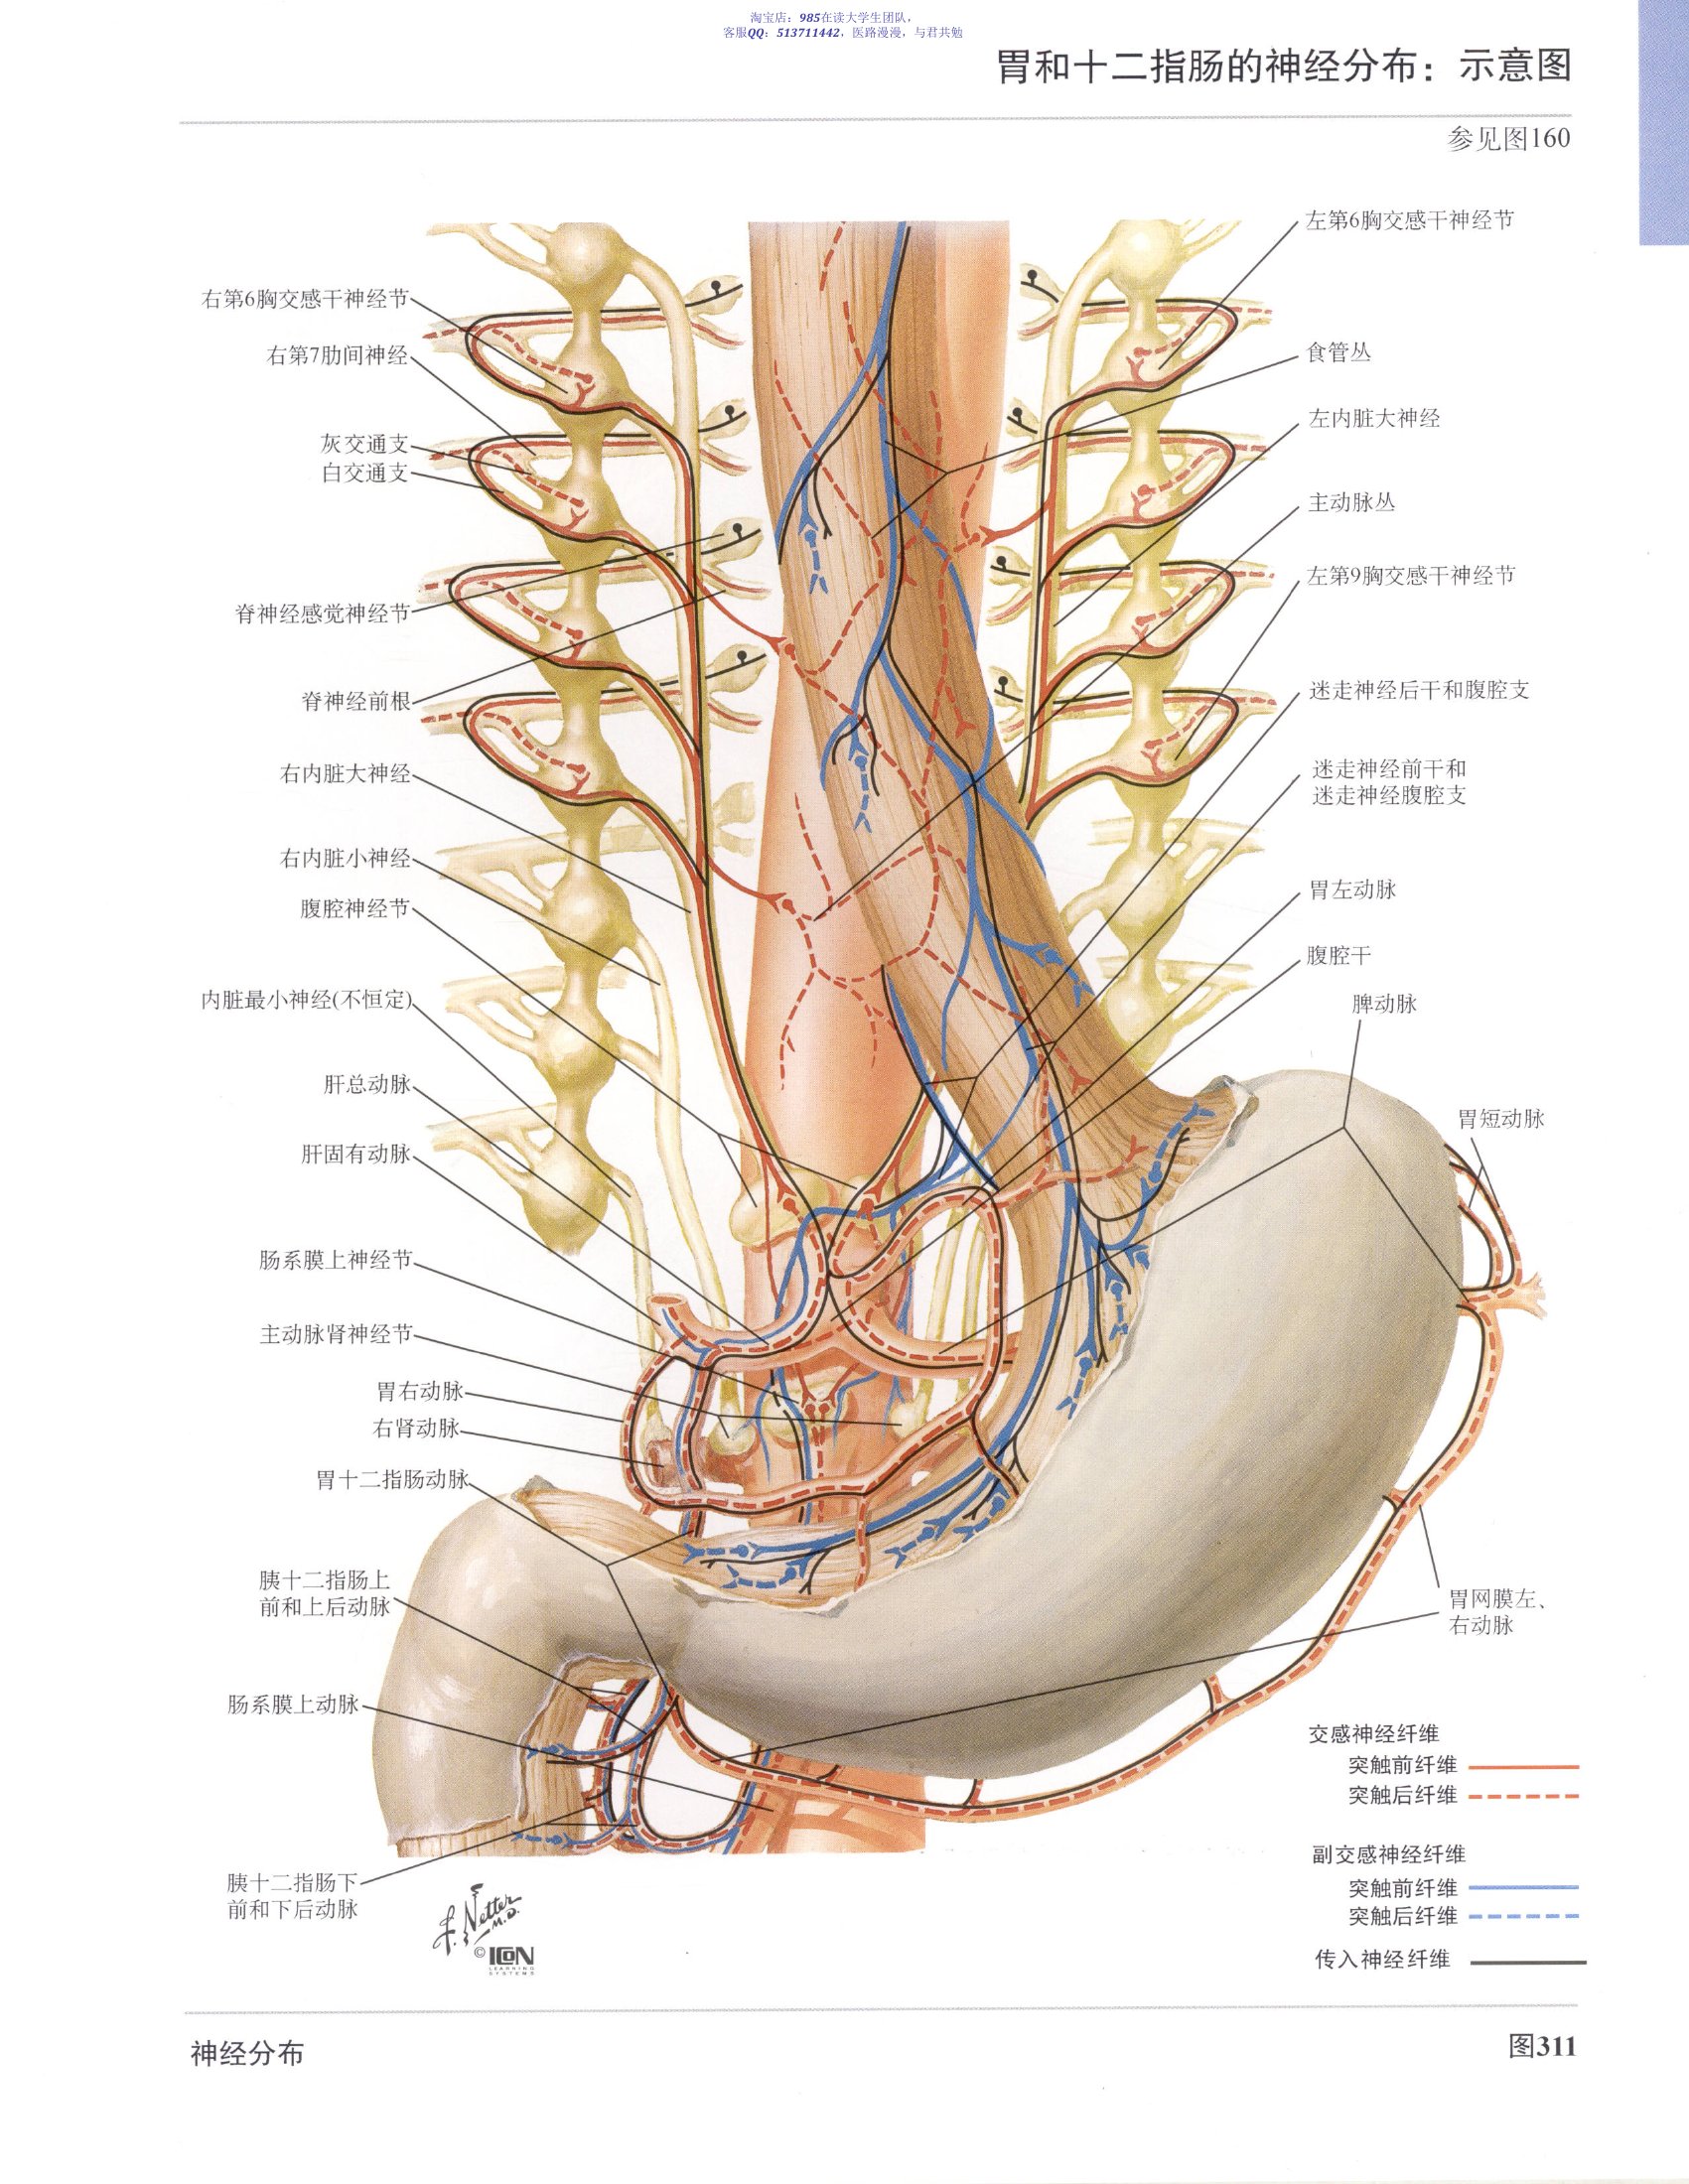 淘宝店：985在读大学生团队，
客服QQ：513711442，医路漫漫，与君共勉
胃和十二指肠的神经分布：示意图
参见图160
右第6胸交感干神经节
右第7肋间神经
灰交通支
白交通支
脊神经感觉神经节
脊神经前根
右内脏大神经
右内脏小神经
腹腔神经节
内脏最小神经(不恒定)
肝总动脉
肝固有动脉
肠系膜上神经节
主动脉肾神经节
胃右动脉
右肾动脉
胃十二指肠动脉
胰十二指肠上
前和上后动脉
肠系膜上动脉
胰十二指肠下
前和下后动脉
左第6胸交感干神经节
食管丛
左内脏大神经
主动脉丛
左第9胸交感干神经节
迷走神经后干和腹腔支
迷走神经前干和
迷走神经腹腔支
胃左动脉
腹腔干
脾动脉
胃短动脉
胃网膜左、
右动脉
交感神经纤维
突触前纤维
突触后纤维
副交感神经纤维
突触前纤维
突触后纤维
传入神经纤维
F. Netter
M.D.
© ICON
LEARNING
SYSTEMS
神经分布
图311